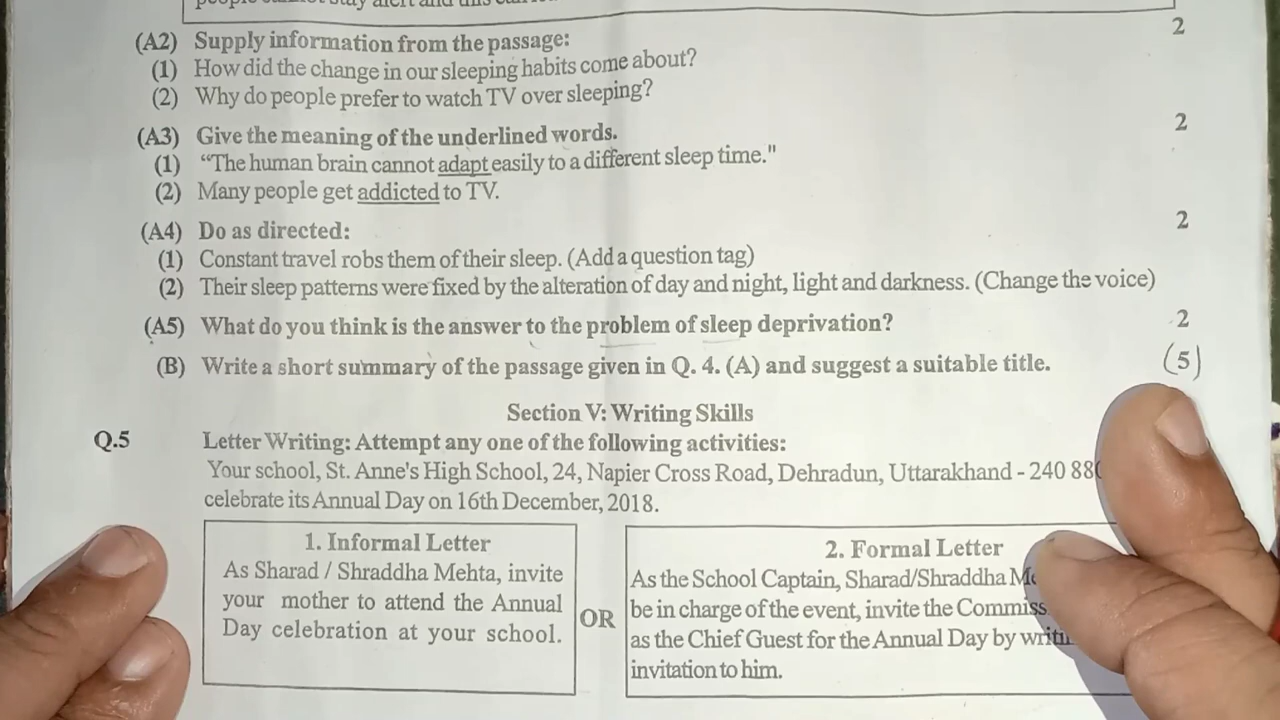 stay alert and this
2
(A2) Supply information from the passage:
(1) How did the change in our sleeping habits come about?
(2) Why do people prefer to watch TV over sleeping?
(A3) Give the meaning of the underlined words. 2
(1) “The human brain cannot adapt easily to a different sleep time."
(2) Many people get addicted to TV.
(A4) Do as directed: 2
(1) Constant travel robs them of their sleep. (Add a question tag)
(2) Their sleep patterns were fixed by the alteration of day and night, light and darkness. (Change the voice)
(A5) What do you think is the answer to the problem of sleep deprivation? 2
(B) Write a short summary of the passage given in Q. 4. (A) and suggest a suitable title. (5)
Section V: Writing Skills
Q.5 Letter Writing: Attempt any one of the following activities:
Your school, St. Anne's High School, 24, Napier Cross Road, Dehradun, Uttarakhand - 240
celebrate its Annual Day on 16th December, 2018.
1. Informal Letter
As Sharad / Shraddha Mehta, invite
your mother to attend the Annual
Day celebration at your school.
OR
2. Formal Letter
As the School Captain, Sharad/Shraddha
be in charge of the event, invite the
as the Chief Guest for the Annual Day by
invitation to him.